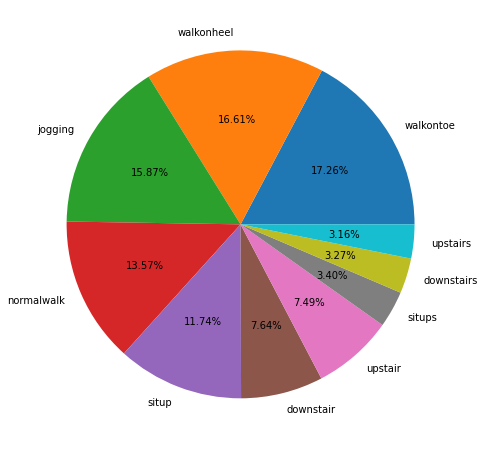 walkonheel
walkontoe
jogging
normalwalk
situp
downstair
upstair
situps
downstairs
upstairs
17.26%
16.61%
15.87%
13.57%
11.74%
7.64%
7.49%
3.40%
3.27%
3.16%